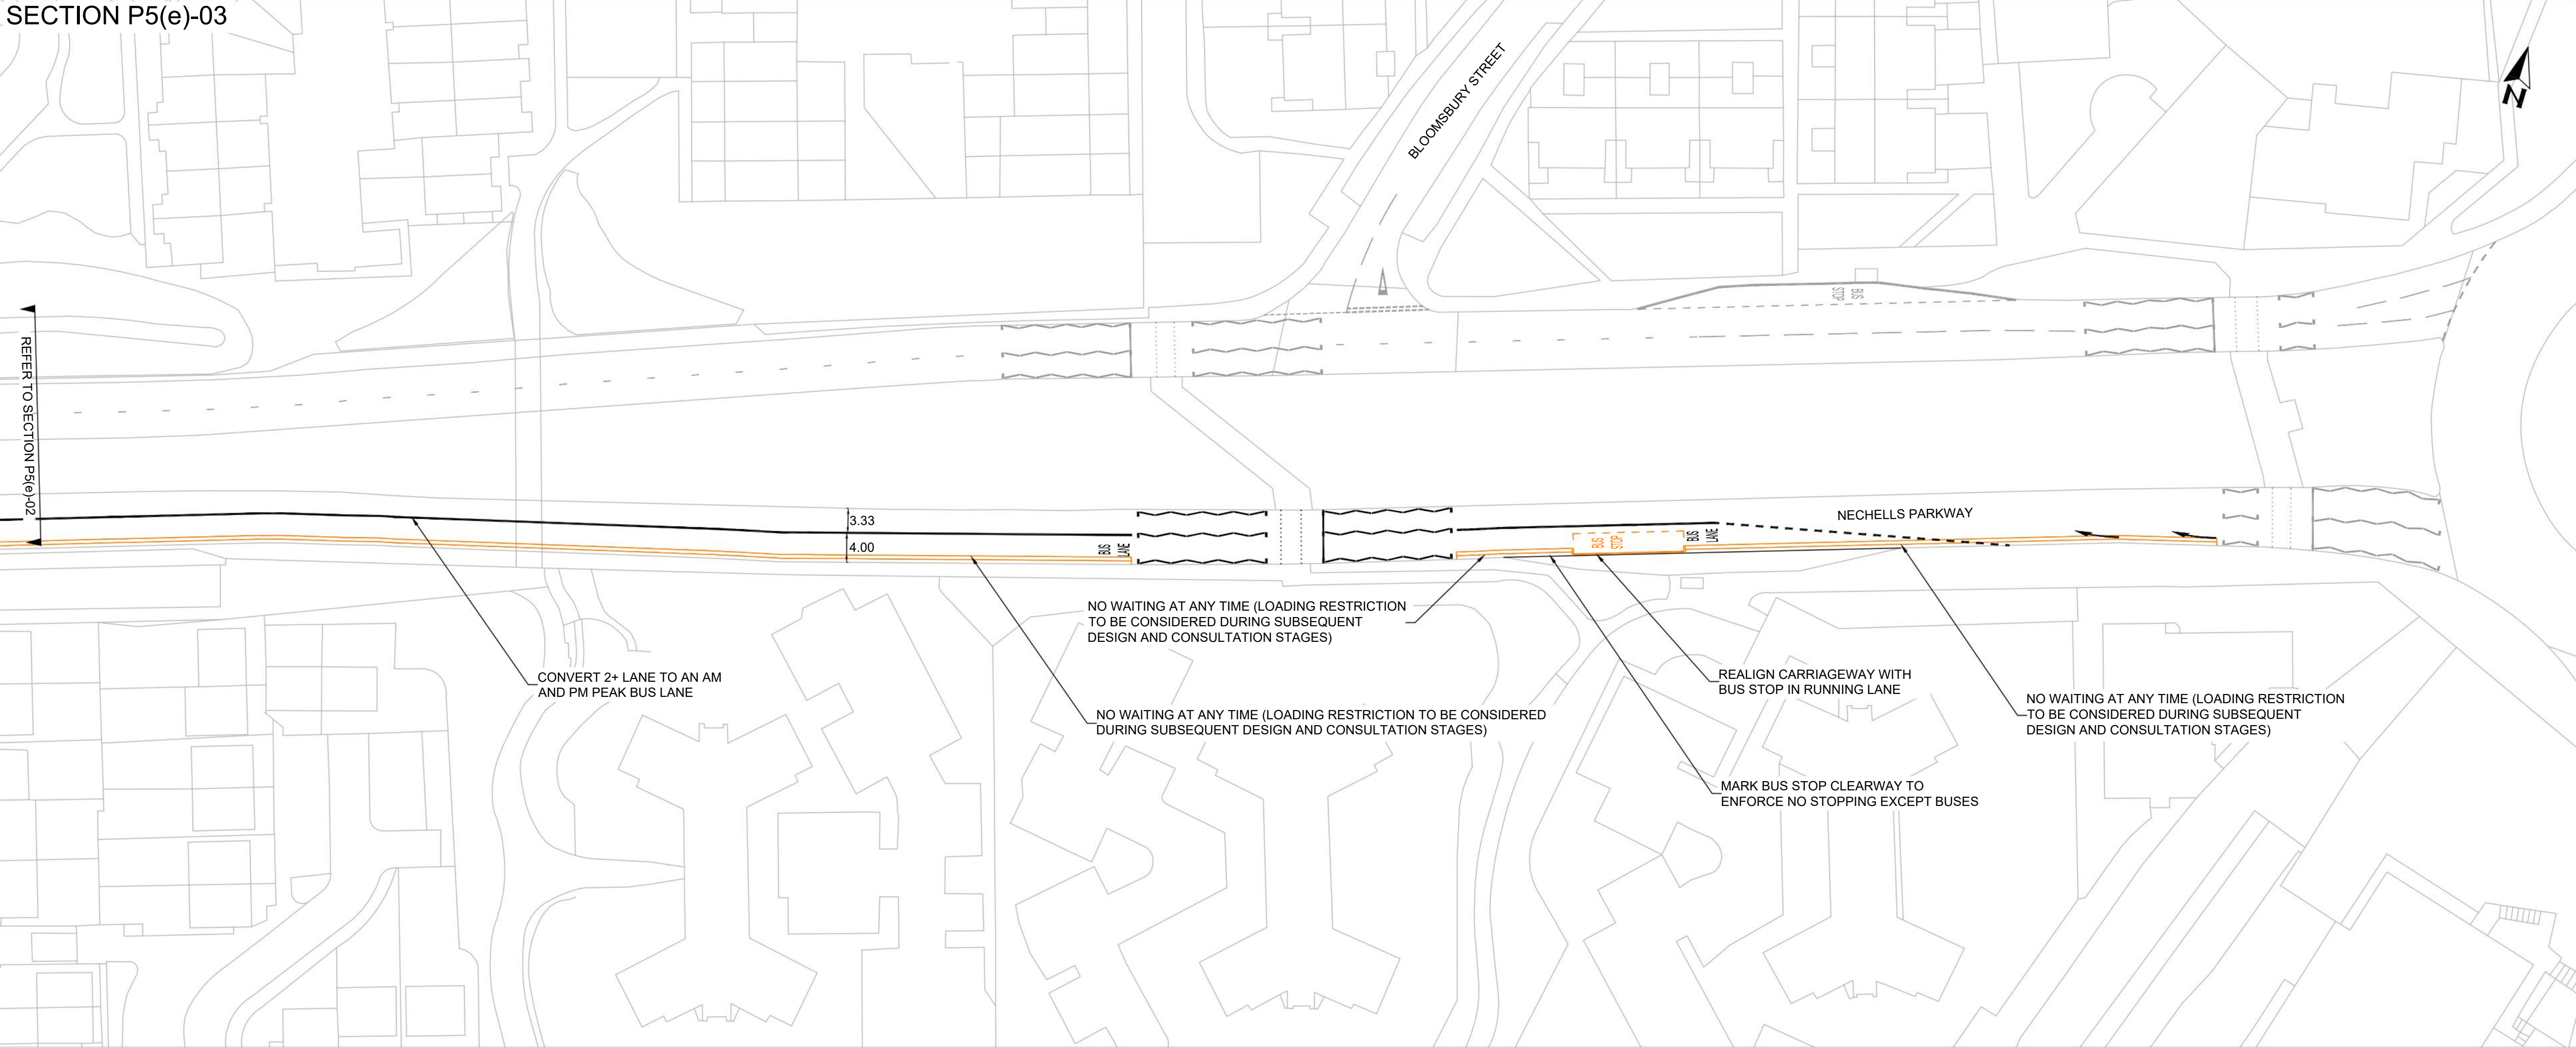 SECTION P5(e)-03
BLOOMSBURY STREET
N
BUS
STOP
REFER TO SECTION P5(e)-02
3.33
4.00
BUS
LANE
BUS
STOP
BUS
LANE
NECHELLS PARKWAY
NO WAITING AT ANY TIME (LOADING RESTRICTION
TO BE CONSIDERED DURING SUBSEQUENT
DESIGN AND CONSULTATION STAGES)
CONVERT 2+ LANE TO AN AM
AND PM PEAK BUS LANE
REALIGN CARRIAGEWAY WITH
BUS STOP IN RUNNING LANE
NO WAITING AT ANY TIME (LOADING RESTRICTION
TO BE CONSIDERED DURING SUBSEQUENT
DESIGN AND CONSULTATION STAGES)
NO WAITING AT ANY TIME (LOADING RESTRICTION TO BE CONSIDERED
DURING SUBSEQUENT DESIGN AND CONSULTATION STAGES)
MARK BUS STOP CLEARWAY TO
ENFORCE NO STOPPING EXCEPT BUSES